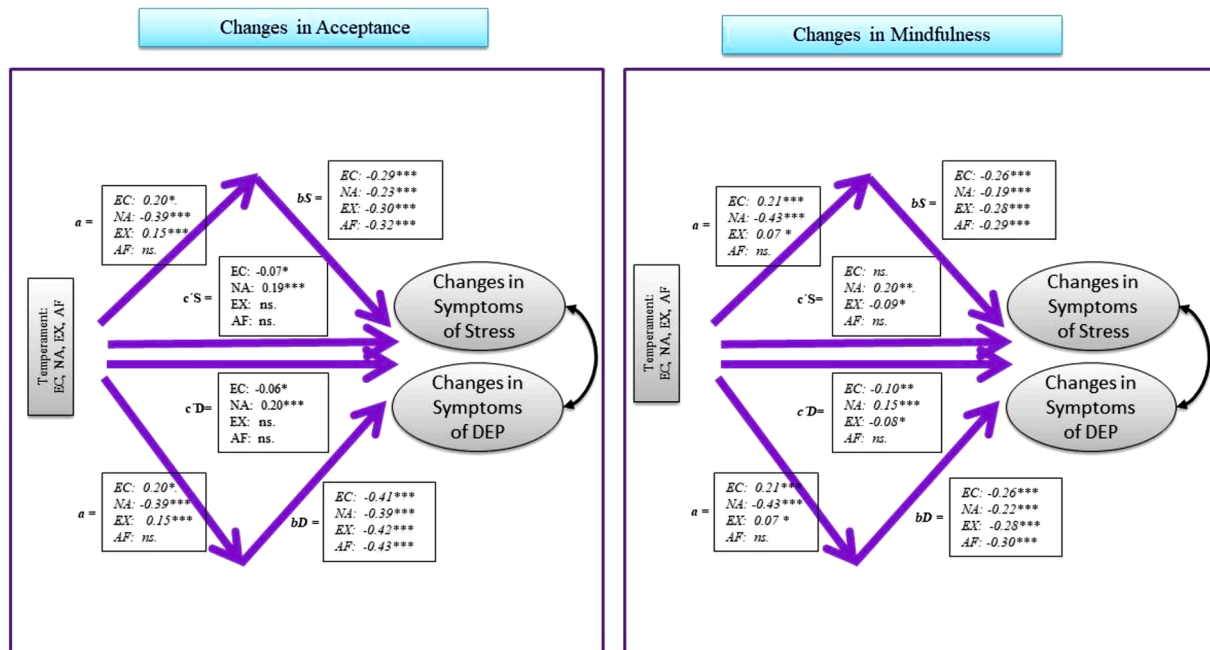 Changes in Acceptance
a =
EC: 0.20*.
NA: -0.39***
EX: 0.15***
AF: ns.
bS =
EC: -0.29***
NA: -0.23***
EX: -0.30***
AF: -0.32***
Temperament:
EC, NA, EX, AF
c´S =
EC: -0.07*
NA: 0.19***
EX: ns.
AF: ns.
Changes in
Symptoms
of Stress
c´D=
EC: -0.06*
NA: 0.20***
EX: ns.
AF: ns.
Changes in
Symptoms
of DEP
a =
EC: 0.20*.
NA: -0.39***
EX: 0.15***
AF: ns.
bD =
EC: -0.41***
NA: -0.39***
EX: -0.42***
AF: -0.43***
Changes in Mindfulness
a =
EC: 0.21***
NA: -0.43***
EX: 0.07 *
AF: ns.
bS =
EC: -0.26***
NA: -0.19***
EX: -0.28***
AF: -0.29***
Temperament:
EC, NA, EX, AF
c´S=
EC: ns.
NA: 0.20**.
EX: -0.09*
AF: ns.
Changes in
Symptoms
of Stress
c´D=
EC: -0.10**
NA: 0.15***
EX: -0.08*
AF: ns.
Changes in
Symptoms
of DEP
a =
EC: 0.21***
NA: -0.43***
EX: 0.07 *
AF: ns.
bD =
EC: -0.26***
NA: -0.22***
EX: -0.28***
AF: -0.30***